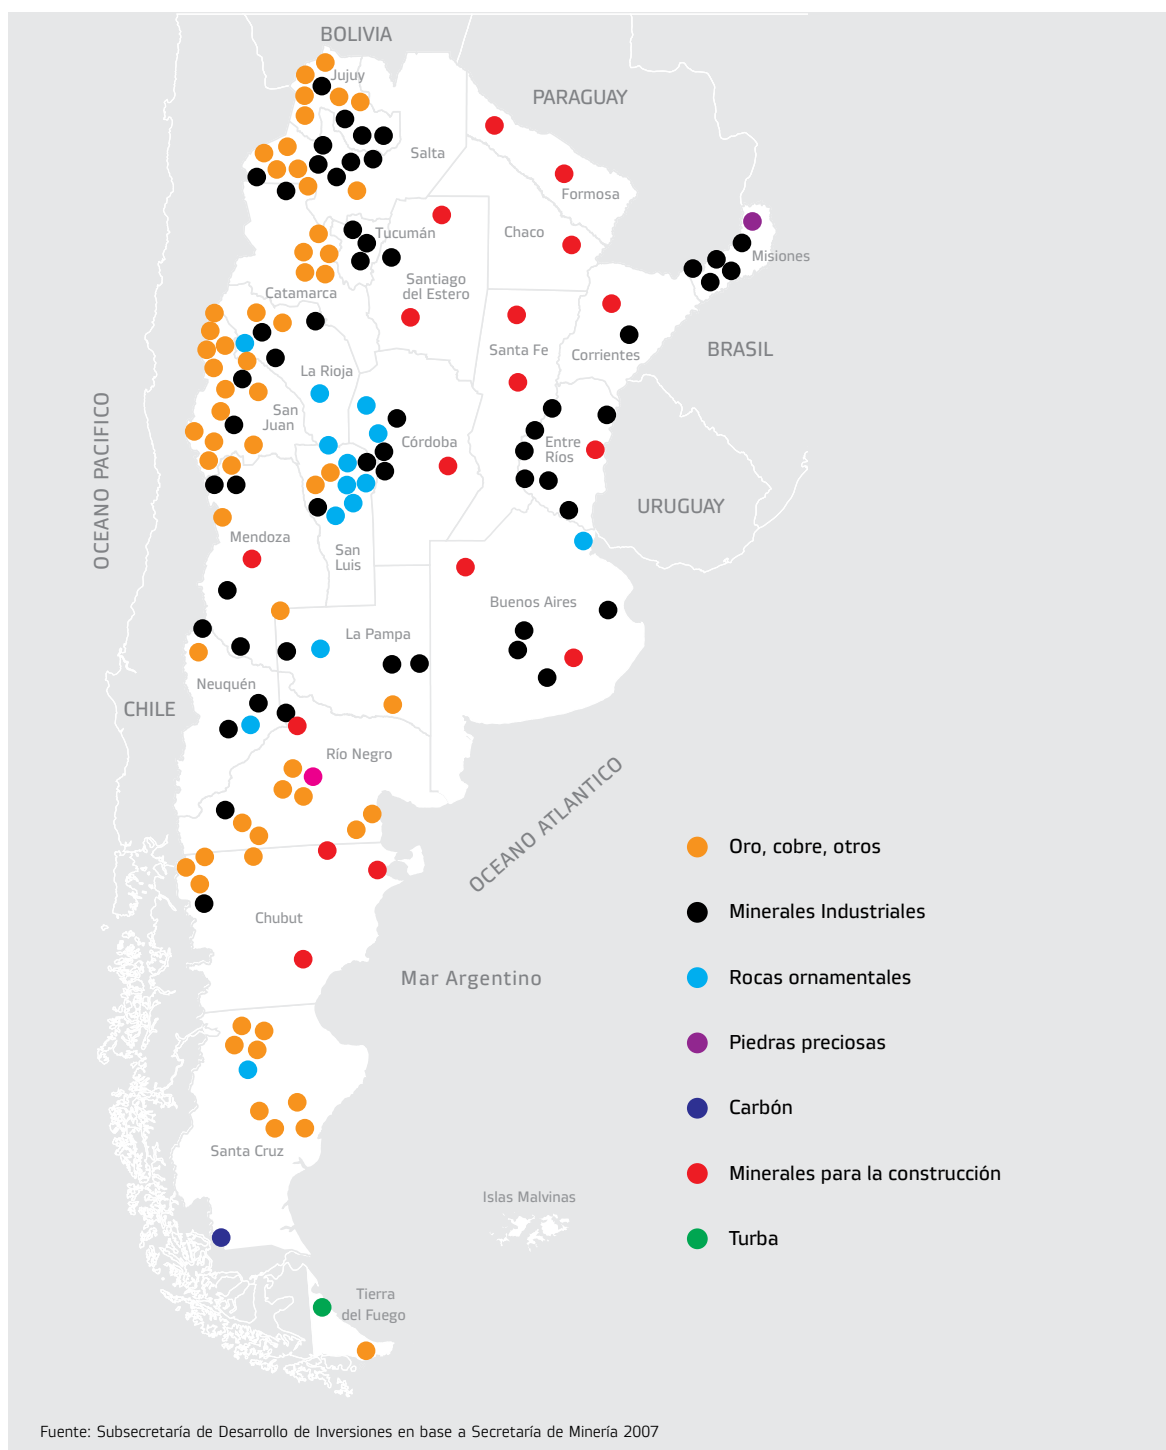 BOLIVIA
Jujuy
PARAGUAY
Salta
Formosa
Chaco
Tucumán
Misiones
Santiago
del Estero
Catamarca
Santa Fe
Corrientes
BRASIL
La Rioja
San
Juan
Córdoba
Entre
Ríos
OCEANO PACIFICO
URUGUAY
Mendoza
San
Luis
Buenos Aires
La Pampa
Neuquén
CHILE
Río Negro
OCEANO ATLANTICO
Oro, cobre, otros
Minerales Industriales
Chubut
Mar Argentino
Rocas ornamentales
Piedras preciosas
Carbón
Santa Cruz
Minerales para la construcción
Islas Malvinas
Turba
Tierra
del Fuego
Fuente: Subsecretaría de Desarrollo de Inversiones en base a Secretaría de Minería 2007